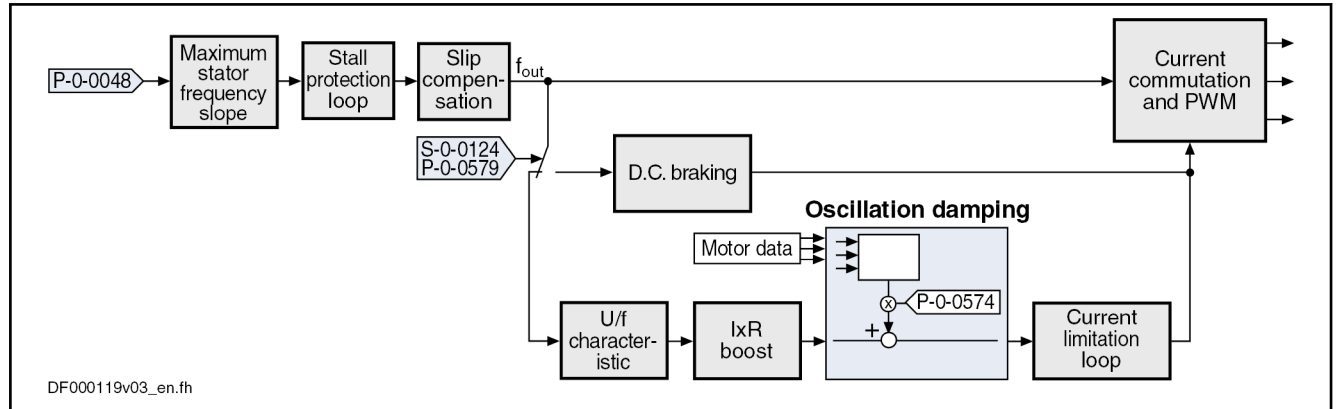 P-0-0048
Maximum
stator
frequency
slope
Stall
protection
loop
Slip
compen-
sation
fout
Current
commutation
and PWM
S-0-0124
P-0-0579
D.C. braking
Oscillation damping
Motor data
x
P-0-0574
+
U/f
character-
istic
IxR
boost
Current
limitation
loop
DF000119v03_en.fh